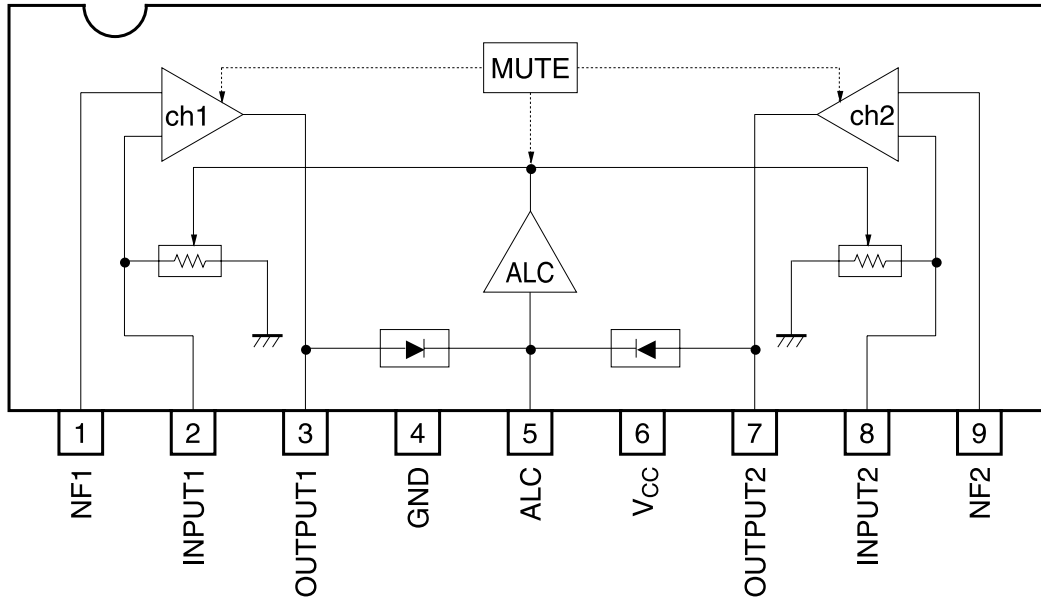 MUTE
ch1
ch2
ALC
1
2
3
4
5
6
7
8
9
NF1
INPUT1
OUTPUT1
GND
ALC
VCC
OUTPUT2
INPUT2
NF2